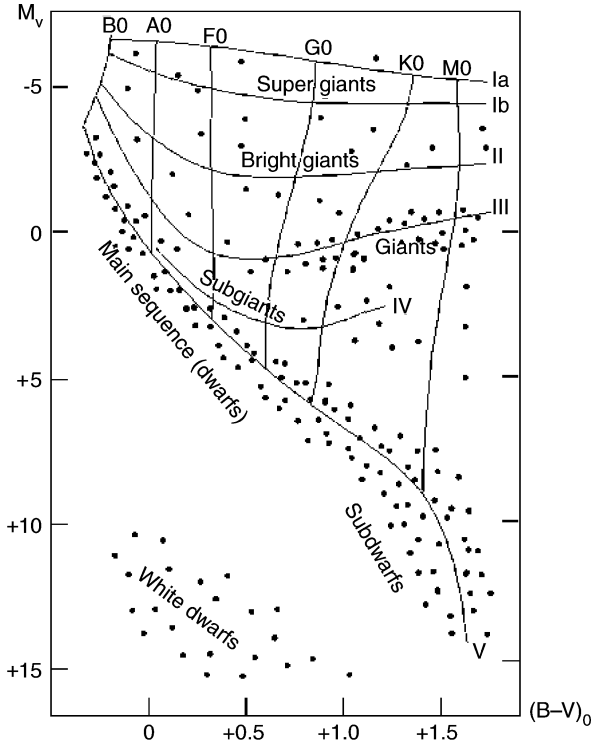 Mv
B0 A0 F0 G0 K0 M0
Ia
Super giants
Ib
-5
Bright giants
II
III
0
Giants
Subgiants
IV
Main sequence (dwarfs)
+5
+10
Subdwarfs
White dwarfs
V
+15
(B–V)0
0 +0.5 +1.0 +1.5